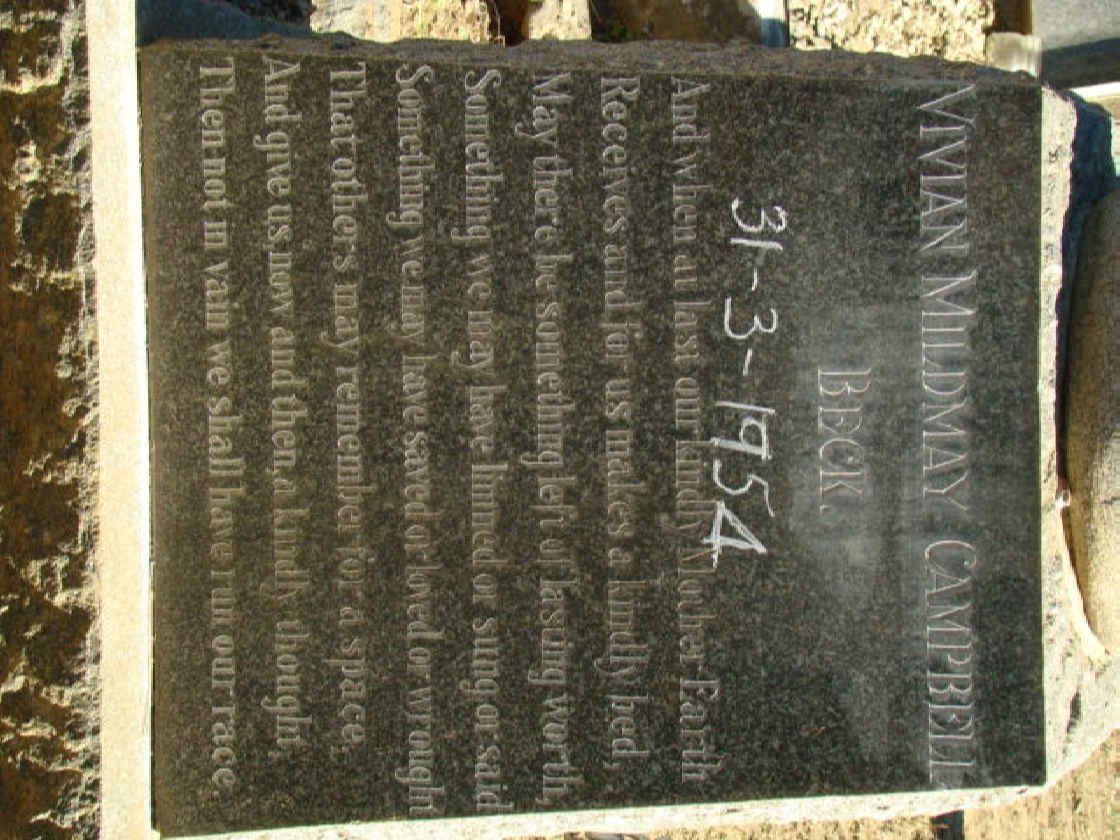 VIVIAN MILDMAY CAMPBELL
BECK
31-3-1954
And when at last our kindly Mother Earth
Receives and for us makes a kindly bed,
May there be something left of lasting worth,
Something we may have limned or sung or said
Something we may have saved or loved or wrought
That others may remember for a space,
And give us now and then a kindly thought,
Then not in vain we shall have run our race